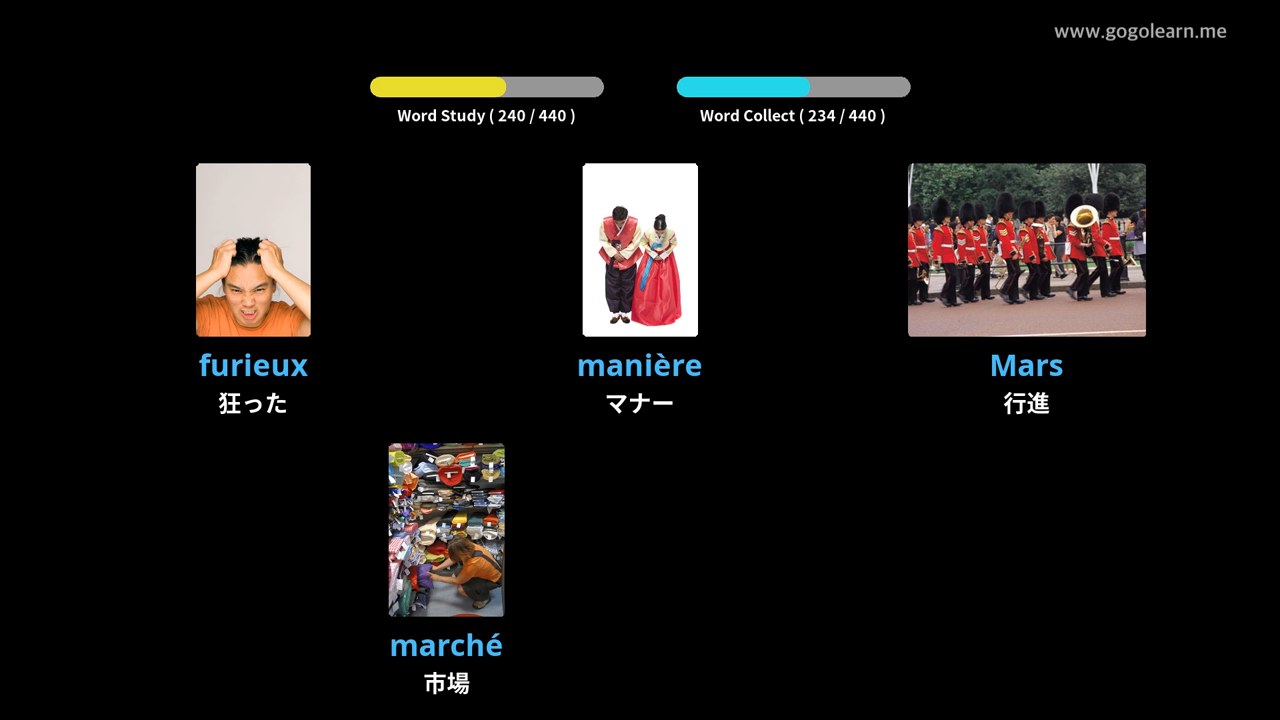 www.gogolearn.me
Word Study ( 240 / 440 )
Word Collect ( 234 / 440 )
furieux
狂った
manière
マナー
Mars
行進
marché
市場